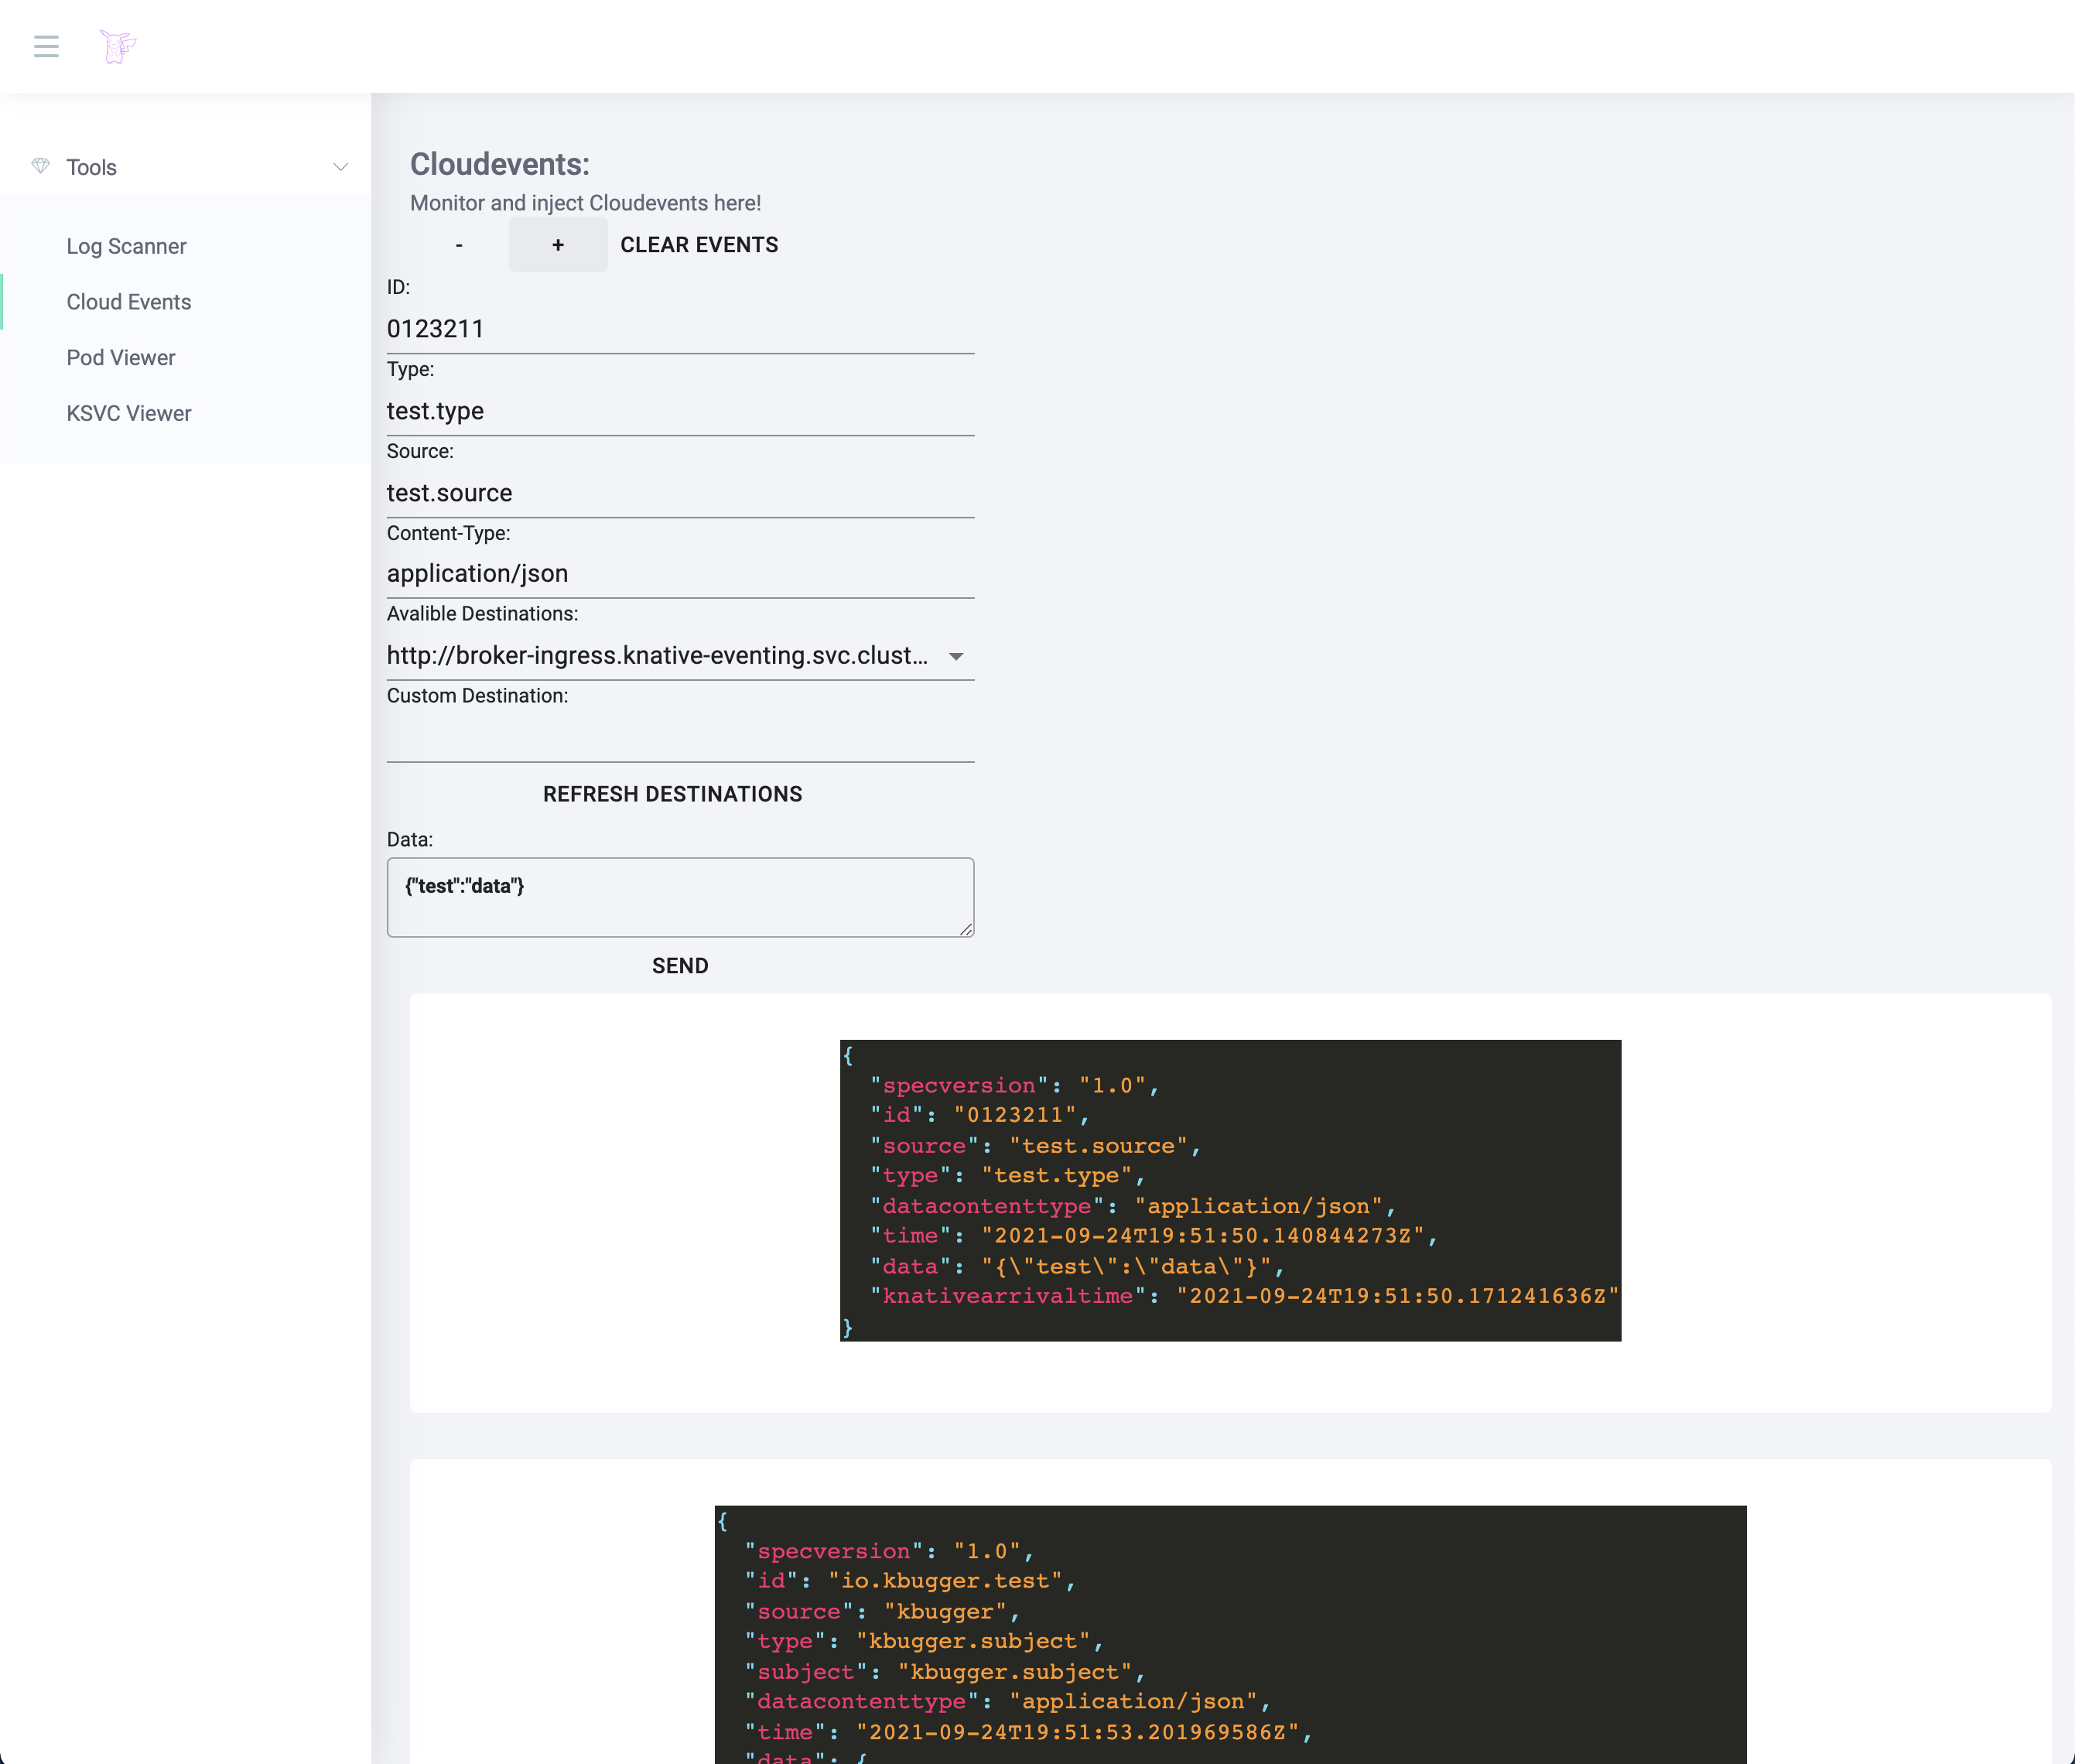 Tools
Log Scanner
Cloud Events
Pod Viewer
KSVC Viewer
Cloudevents:
Monitor and inject Cloudevents here!
- + CLEAR EVENTS
ID:
0123211
Type:
test.type
Source:
test.source
Content-Type:
application/json
Avalible Destinations:
http://broker-ingress.knative-eventing.svc.clust...
Custom Destination:
REFRESH DESTINATIONS
Data:
{"test":"data"}
SEND
{
"specversion": "1.0",
"id": "0123211",
"source": "test.source",
"type": "test.type",
"datacontenttype": "application/json",
"time": "2021-09-24T19:51:50.140844273Z",
"data": "{\"test\":\"data\"}",
"knativearrivaltime": "2021-09-24T19:51:50.171241636Z"
}
{
"specversion": "1.0",
"id": "io.kbugger.test",
"source": "kbugger",
"type": "kbugger.subject",
"subject": "kbugger.subject",
"datacontenttype": "application/json",
"time": "2021-09-24T19:51:53.201969586Z",
"data": {